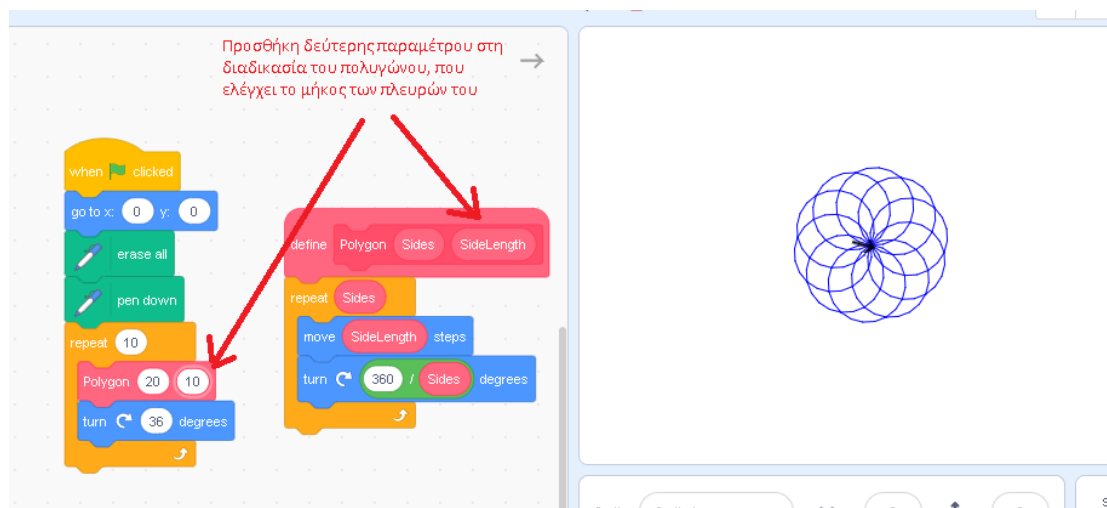 Προσθήκη δεύτερης παραμέτρου στη
διαδικασία του πολυγώνου, που
ελέγχει το μήκος των πλευρών του
when clicked
go to x: 0 y: 0
erase all
pen down
repeat 10
Polygon 20 10
turn 36 degrees
define Polygon Sides SideLength
repeat Sides
move SideLength steps
turn 360 / Sides degrees